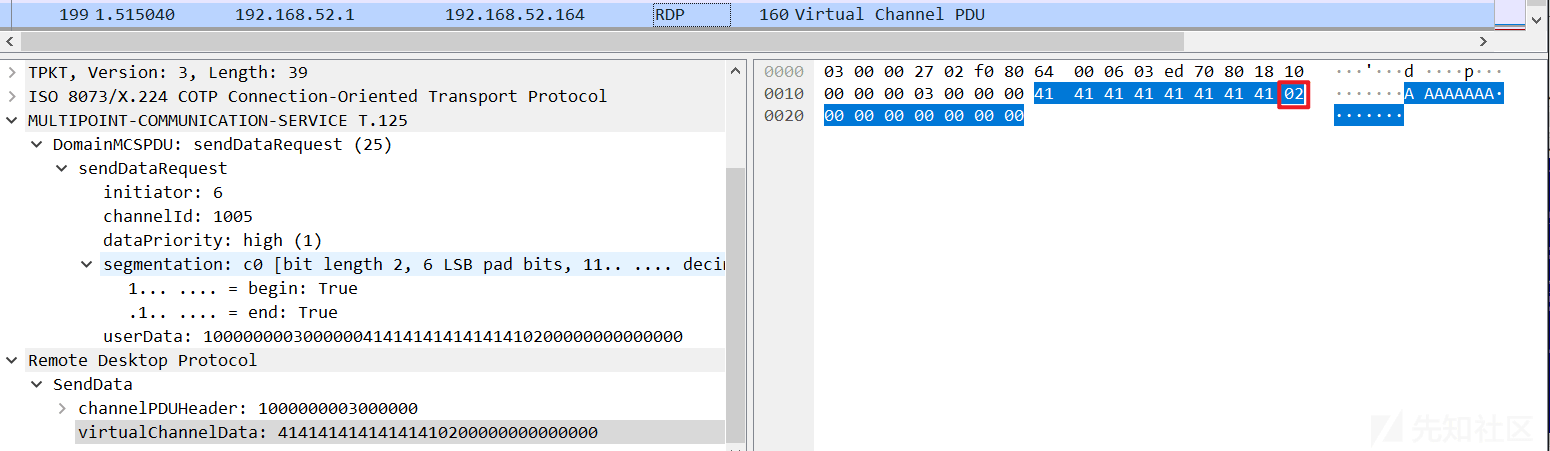 199 1.515040 192.168.52.1 192.168.52.164 RDP 160 Virtual Channel PDU
TPKT, Version: 3, Length: 39
ISO 8073/X.224 COTP Connection-Oriented Transport Protocol
MULTIPOINT-COMMUNICATION-SERVICE T.125
DomainMCSPDU: sendDataRequest (25)
sendDataRequest
initiator: 6
channelId: 1005
dataPriority: high (1)
segmentation: c0 [bit length 2, 6 LSB pad bits, 11.. .... deci
1... .... = begin: True
.1.. .... = end: True
userData: 100000000300000041414141414141410200000000000000
Remote Desktop Protocol
SendData
channelPDUHeader: 1000000003000000
virtualChannelData: 41414141414141410200000000000000
0000 03 00 00 27 02 f0 80 64 00 06 03 ed 70 80 18 10 ···'···d ····p···
0010 00 00 00 03 00 00 00 41 41 41 41 41 41 41 41 02 ·······A AAAAAAA·
0020 00 00 00 00 00 00 00 ·······
先知社区